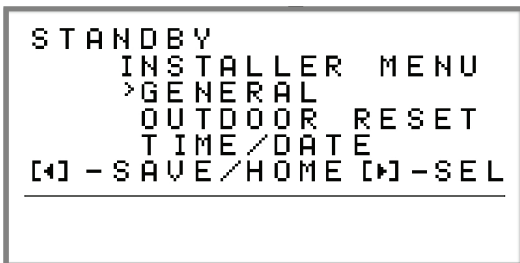 STANDBY
INSTALLER MENU
>GENERAL
OUTDOOR RESET
TIME/DATE
[◂]-SAVE/HOME [▸]-SEL